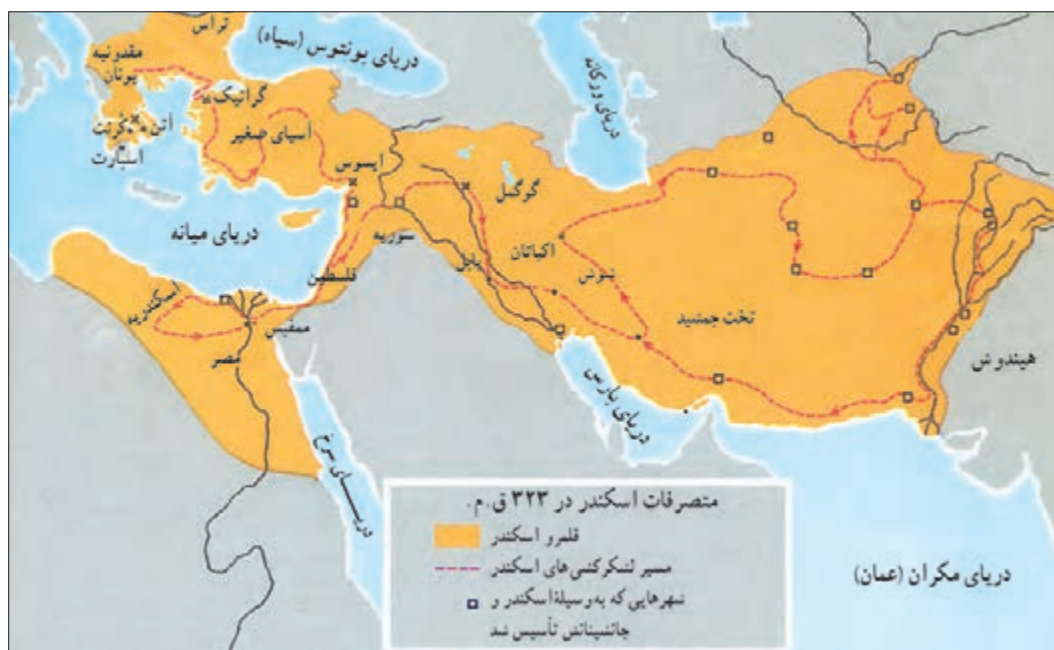 تراس
مقدونیه
یونان
دریای پونتوس (سیاه)
گرانیک
آتن
کرنت
اسپارت
آسیای صغیر
ایسوس
دریای ورکانه
گرگمل
دریای میانه
سوریه
اکباتان
بابل
شوش
فلسطین
اسکندریه
ممفیس
مصر
تخت جمشید
هیندوش
دریای پارس
دریای سرخ
دریای مکران (عمان)
متصرفات اسکندر در ۳۲۳ ق.م.
قلمرو اسکندر
مسیر لشکرکشی‌های اسکندر
شهرهایی که به‌وسیلهٔ اسکندر و
جانشینانش تأسیس شد